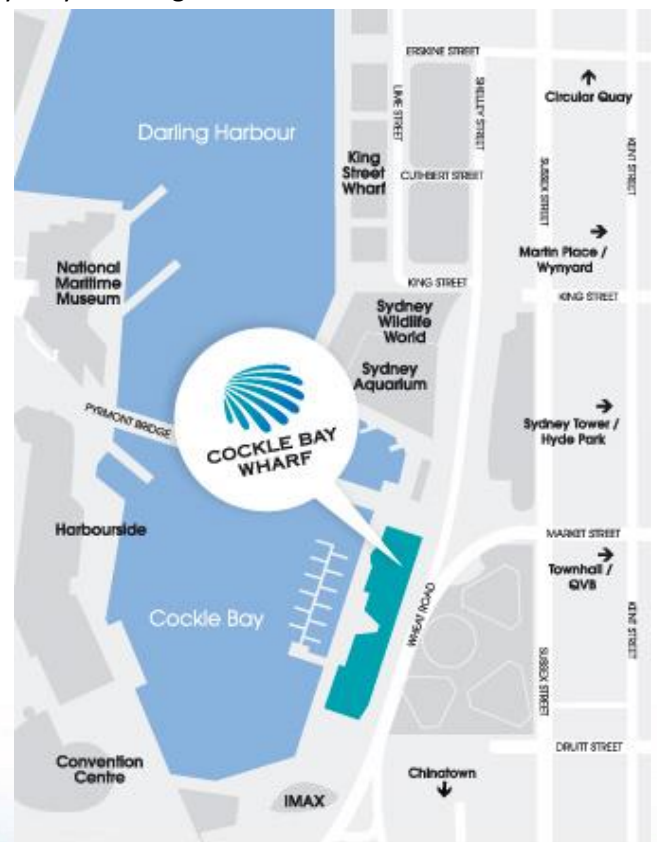 ERSKINE STREET
Circular Quay
Darling Harbour
LIME STREET
SHELLEY STREET
King
Street
Wharf
CUTHBERT STREET
SUSSEX STREET
KENT STREET
National
Maritime
Museum
Martin Place /
Wynyard
KING STREET
KING STREET
Sydney
Wildlife
World
Sydney
Aquarium
PYRMONT BRIDGE
COCKLE BAY
WHARF
Sydney Tower /
Hyde Park
Harbourside
MARKET STREET
Townhall /
QVB
Cockle Bay
WHEAT ROAD
SUSSEX STREET
KENT STREET
DRUITT STREET
Convention
Centre
Chinatown
IMAX